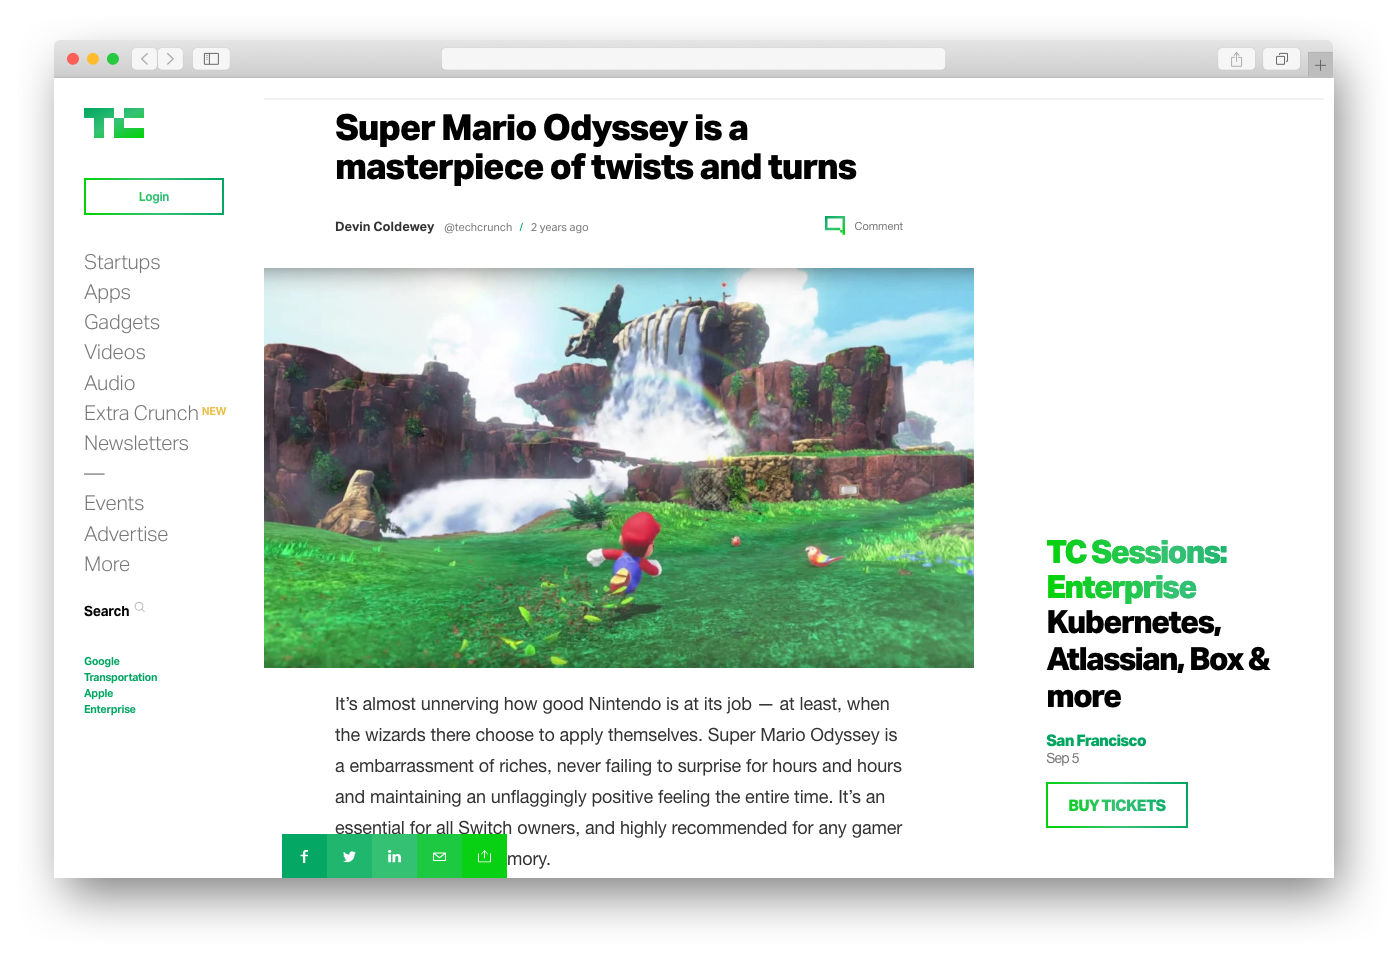 TC
Login
Startups
Apps
Gadgets
Videos
Audio
Extra Crunch NEW
Newsletters
—
Events
Advertise
More
Search
Google
Transportation
Apple
Enterprise
Super Mario Odyssey is a
masterpiece of twists and turns
Devin Coldewey @techcrunch / 2 years ago
Comment
It’s almost unnerving how good Nintendo is at its job — at least, when
the wizards there choose to apply themselves. Super Mario Odyssey is
a embarrassment of riches, never failing to surprise for hours and hours
and maintaining an unflaggingly positive feeling the entire time. It’s an
essential for all Switch owners, and highly recommended for any gamer
mory.
TC Sessions:
Enterprise
Kubernetes,
Atlassian, Box &
more
San Francisco
Sep 5
BUY TICKETS